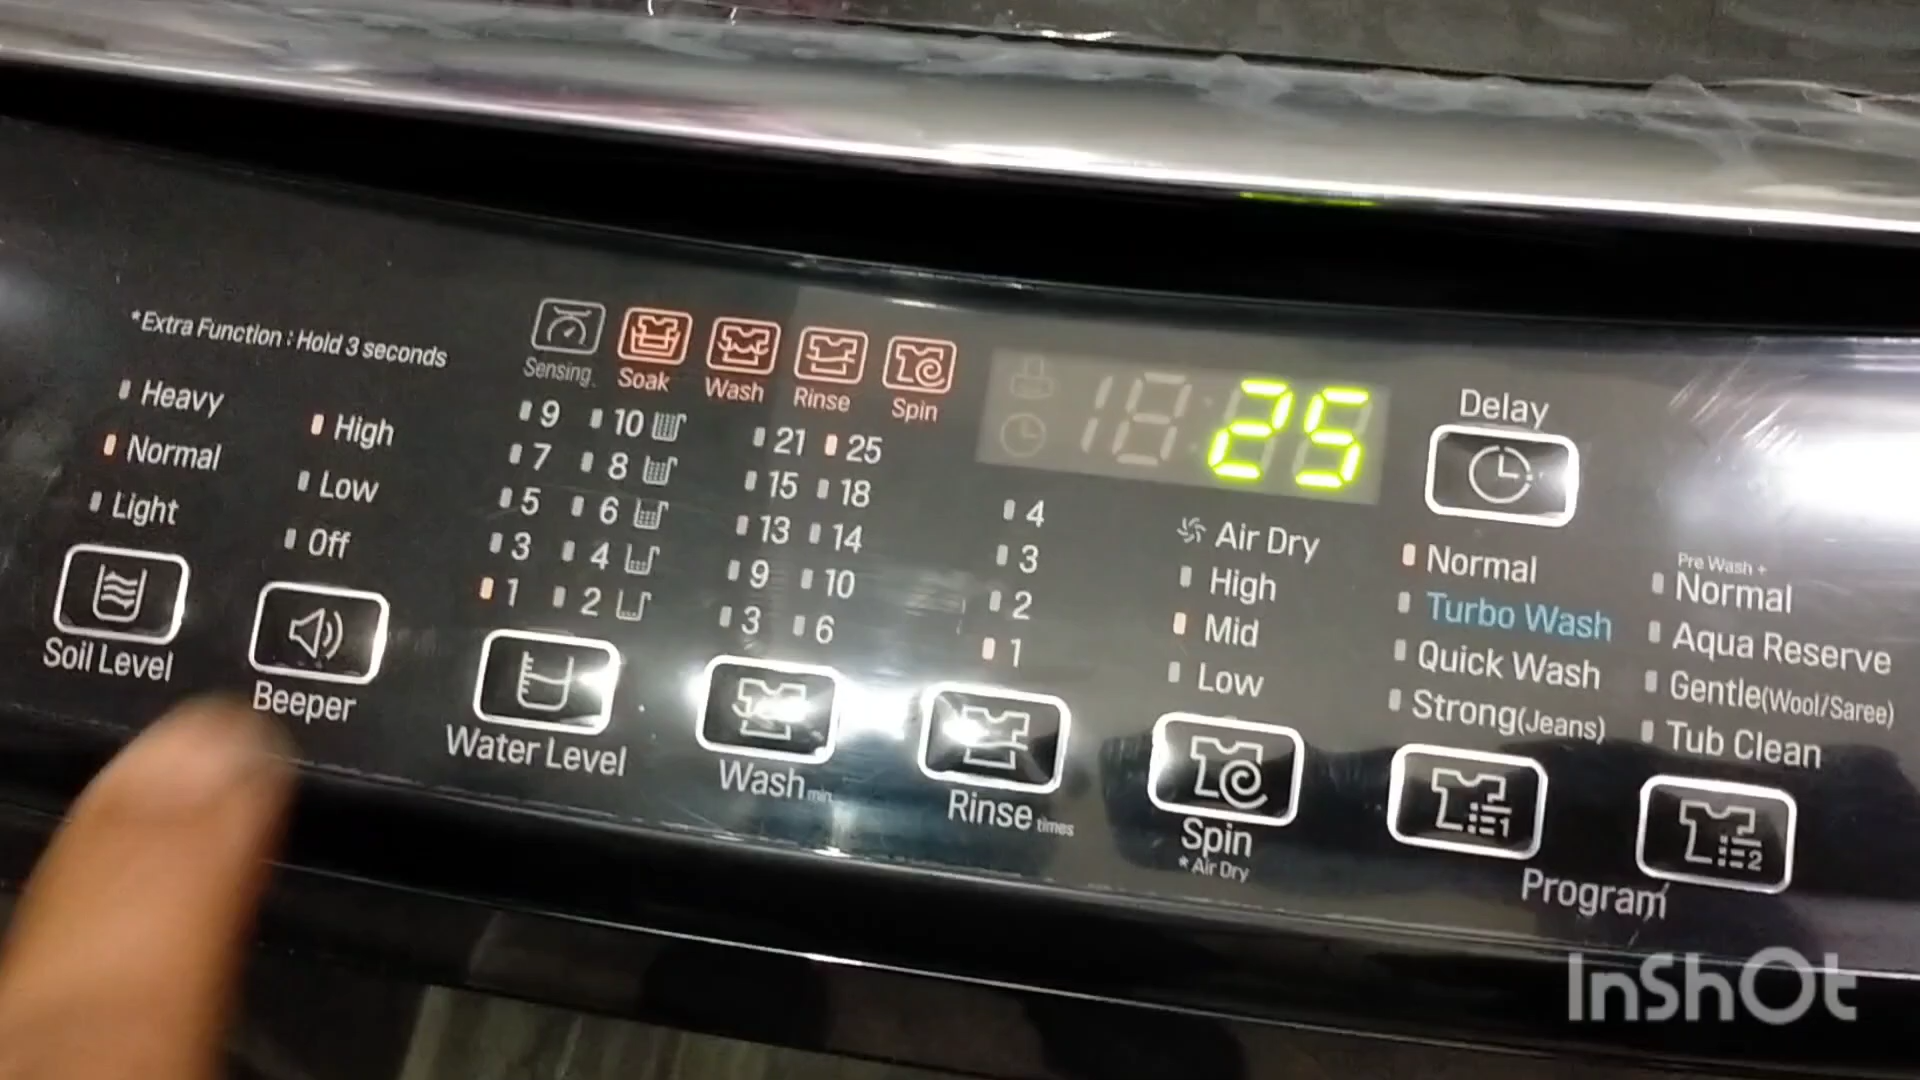 *Extra Function : Hold 3 seconds
Heavy
Normal
Light
Soil Level
High
Low
Off
Beeper
Sensing
Soak
Wash
Rinse
Spin
9 10
7 8
5 6
3 4
1 2
Water Level
21 25
15 18
13 14
9 10
3 6
Wash min.
4
3
2
1
Rinse times
25
Air Dry
High
Mid
Low
Spin
*Air Dry
Delay
Normal
Turbo Wash
Quick Wash
Strong(Jeans)
Pre Wash +
Normal
Aqua Reserve
Gentle(Wool/Saree)
Tub Clean
1
2
Program
InShOt